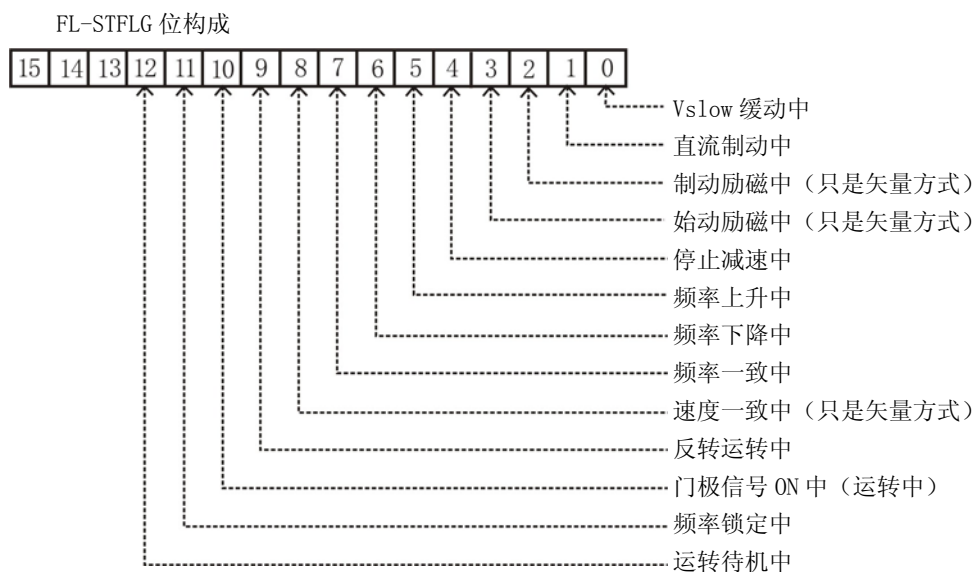 FL-STFLG 位构成
15 14 13 12 11 10 9 8 7 6 5 4 3 2 1 0
Vslow 缓动中
直流制动中
制动励磁中（只是矢量方式）
始动励磁中（只是矢量方式）
停止减速中
频率上升中
频率下降中
频率一致中
速度一致中（只是矢量方式）
反转运转中
门极信号 ON 中（运转中）
频率锁定中
运转待机中